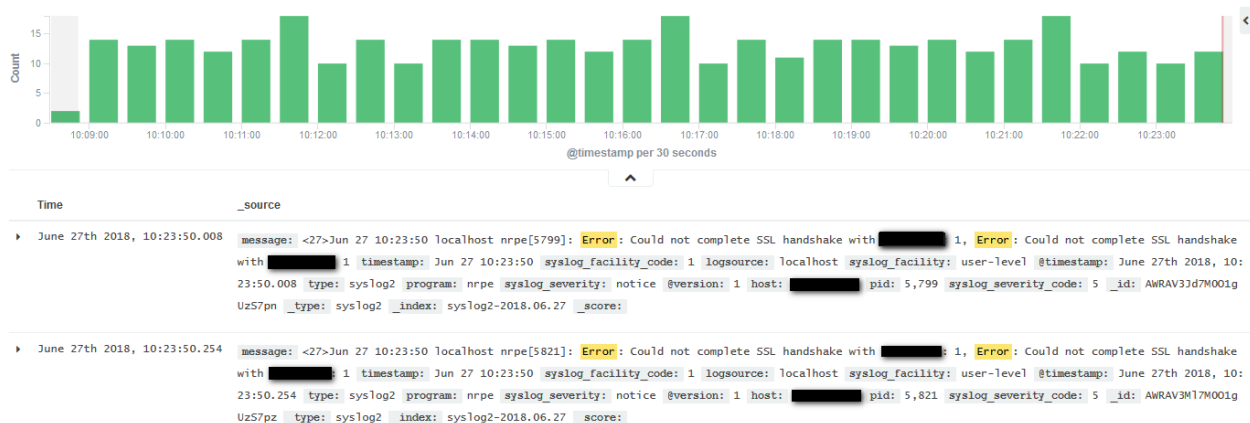 Count
15
10
5
0
10:09:00 10:10:00 10:11:00 10:12:00 10:13:00 10:14:00 10:15:00 10:16:00 10:17:00 10:18:00 10:19:00 10:20:00 10:21:00 10:22:00 10:23:00
@timestamp per 30 seconds
Time _source
June 27th 2018, 10:23:50.008 message: <27>Jun 27 10:23:50 localhost nrpe[5799]: Error: Could not complete SSL handshake with 1, Error: Could not complete SSL handshake
with 1 timestamp: Jun 27 10:23:50 syslog_facility_code: 1 logsource: localhost syslog_facility: user-level @timestamp: June 27th 2018, 10:
23:50.008 type: syslog2 program: nrpe syslog_severity: notice @version: 1 host: pid: 5,799 syslog_severity_code: 5 _id: AWRAV3Jd7MOO1g
UzS7pn _type: syslog2 _index: syslog2-2018.06.27 _score:
June 27th 2018, 10:23:50.254 message: <27>Jun 27 10:23:50 localhost nrpe[5821]: Error: Could not complete SSL handshake with : 1, Error: Could not complete SSL handshake
with : 1 timestamp: Jun 27 10:23:50 syslog_facility_code: 1 logsource: localhost syslog_facility: user-level @timestamp: June 27th 2018, 10:
23:50.254 type: syslog2 program: nrpe syslog_severity: notice @version: 1 host: pid: 5,821 syslog_severity_code: 5 _id: AWRAV3Ml7MOO1g
UzS7pz _type: syslog2 _index: syslog2-2018.06.27 _score: